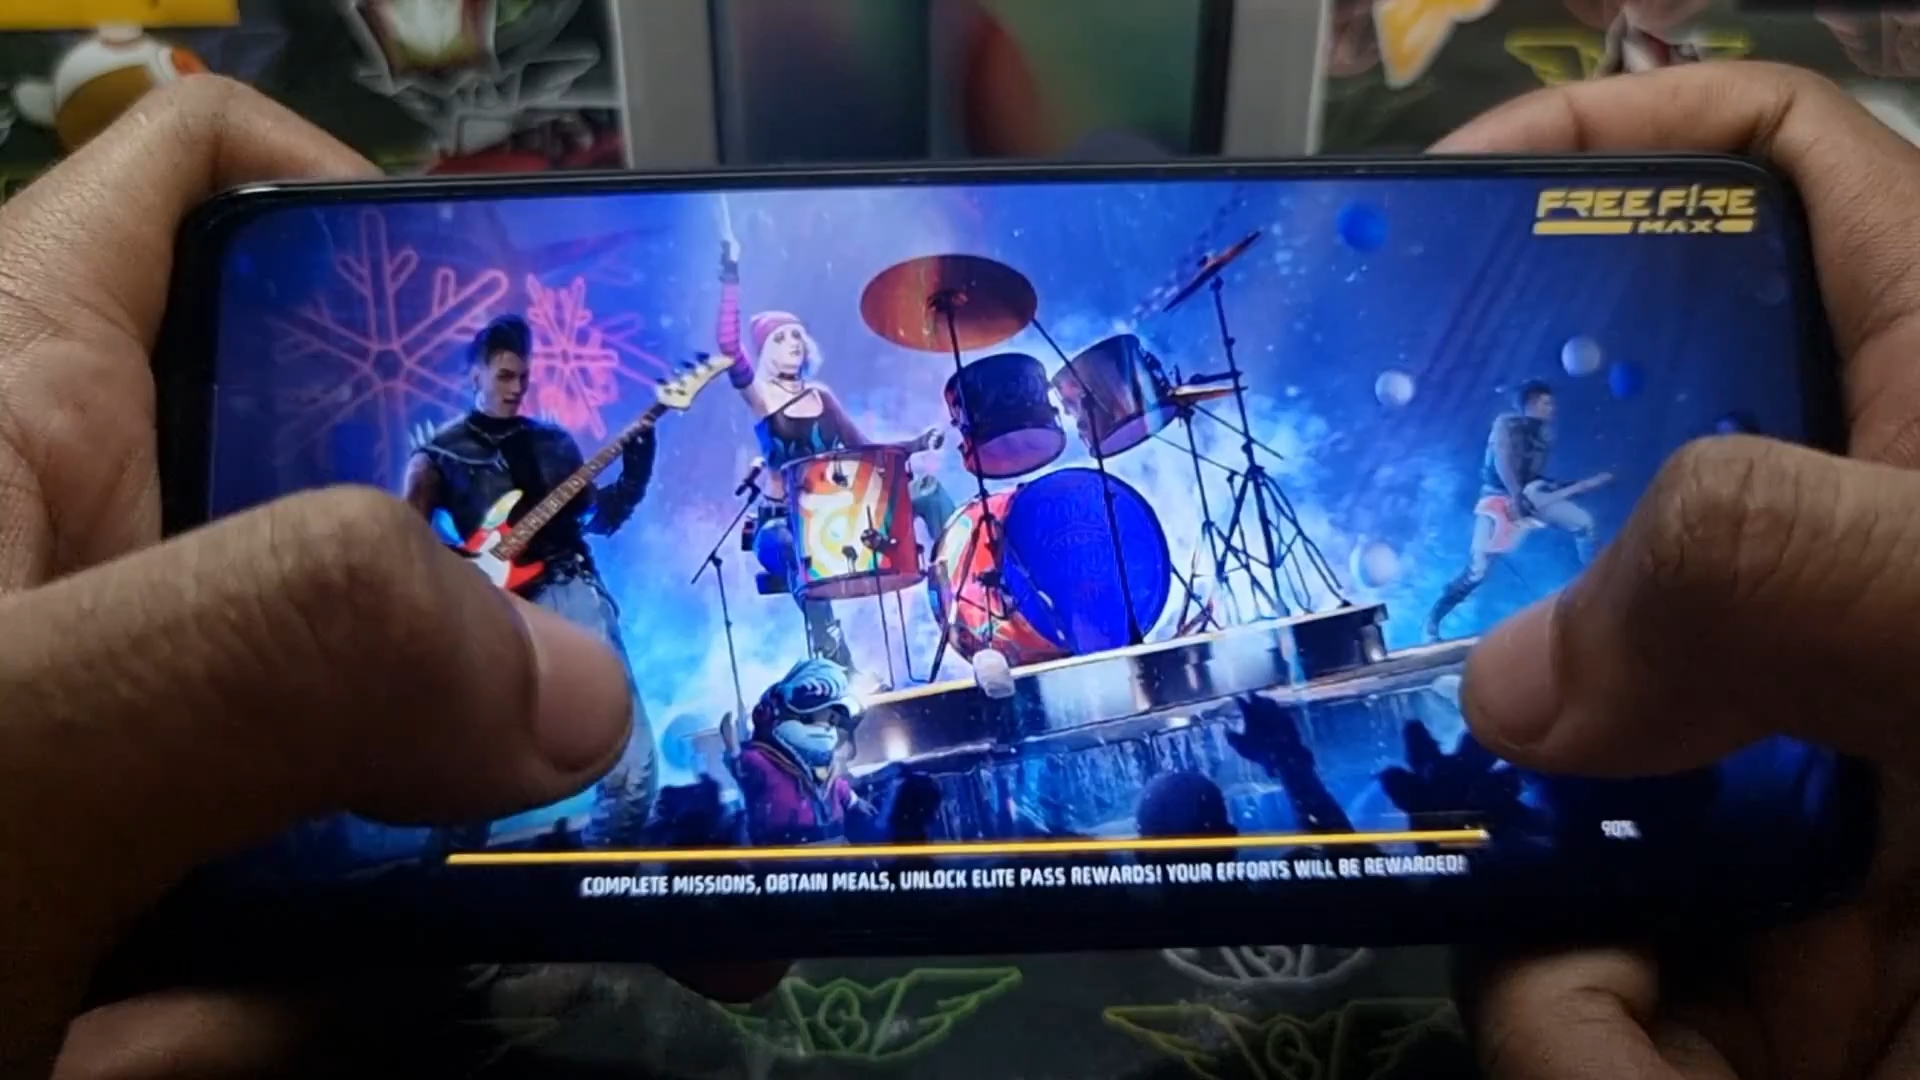 FREE FIRE
MAX
90%
COMPLETE MISSIONS, OBTAIN MEALS, UNLOCK ELITE PASS REWARDS! YOUR EFFORTS WILL BE REWARDED!